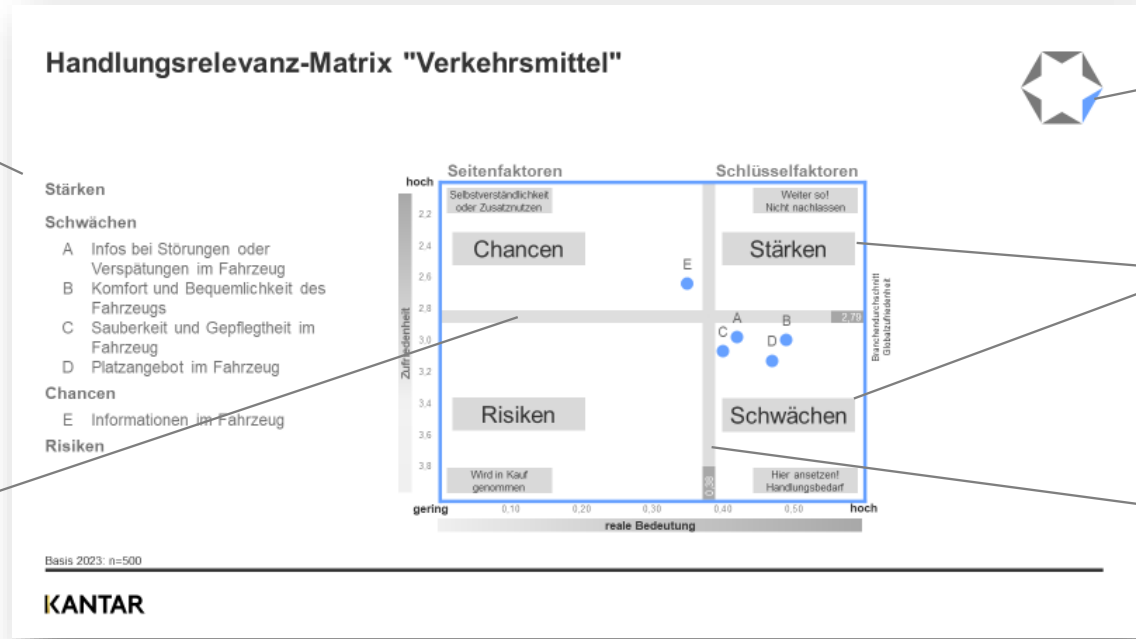 Handlungsrelevanz-Matrix "Verkehrsmittel"
Stärken
Schwächen
A Infos bei Störungen oder
Verspätungen im Fahrzeug
B Komfort und Bequemlichkeit des
Fahrzeugs
C Sauberkeit und Gepflegtheit im
Fahrzeug
D Platzangebot im Fahrzeug
Chancen
E Informationen im Fahrzeug
Risiken
Seitenfaktoren
Schlüsselfaktoren
hoch
Selbstverständlichkeit
oder Zusatznutzen
Weiter so!
Nicht nachlassen
2,2
2,4
2,6
2,8
3,0
3,2
3,4
3,6
3,8
Zufriedenheit
Chancen
Stärken
E
A
B
C
D
2,79
Branchendurchschnitt
Globalzufriedenheit
Risiken
Schwächen
Wird in Kauf
genommen
0,38
Hier ansetzen!
Handlungsbedarf
gering
0,10
0,20
0,30
0,40
0,50
hoch
reale Bedeutung
Basis 2023: n=500
KANTAR